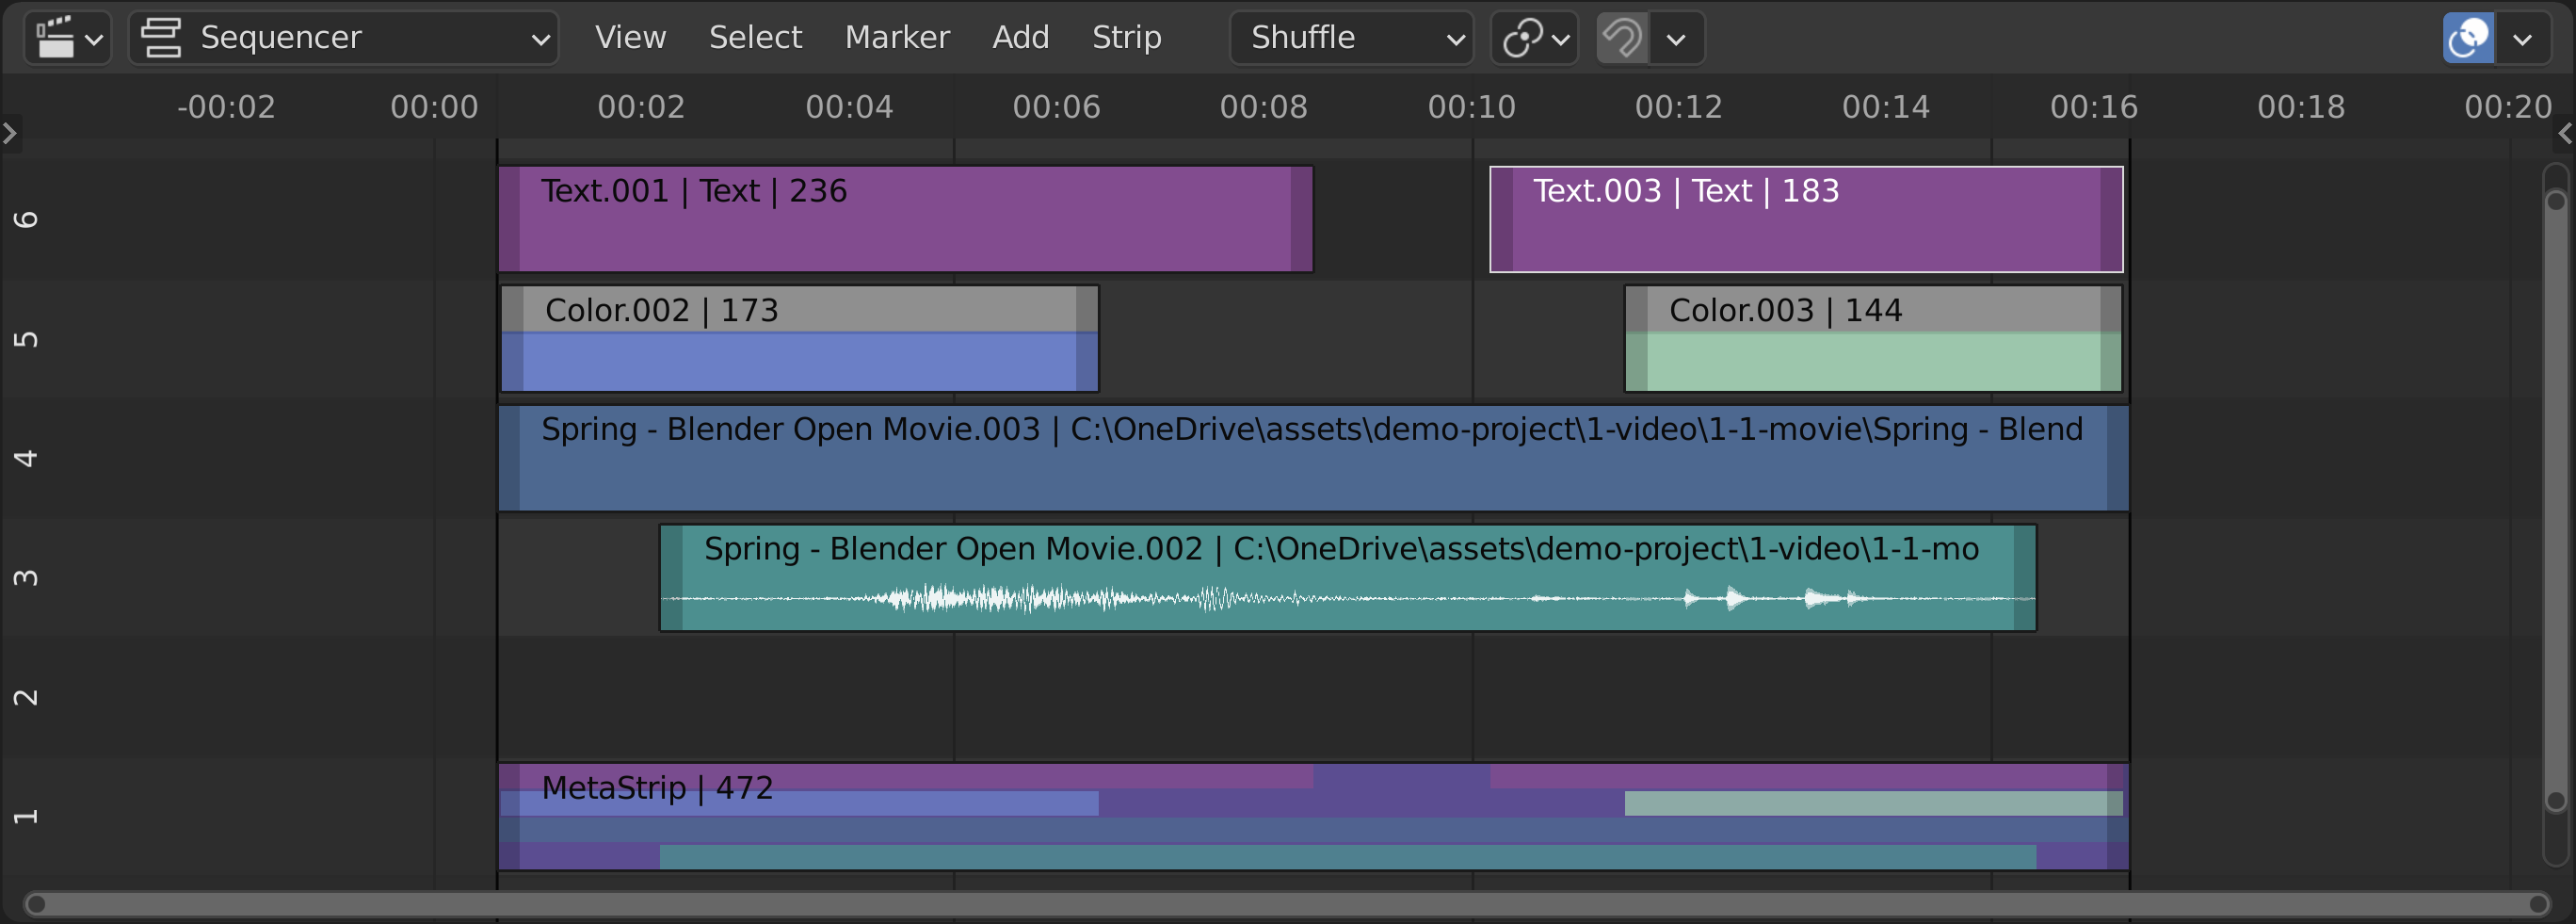 Sequencer View Select Marker Add Strip Shuffle
-00:02 00:00 00:02 00:04 00:06 00:08 00:10 00:12 00:14 00:16 00:18 00:20
6 Text.001 | Text | 236 Text.003 | Text | 183
5 Color.002 | 173 Color.003 | 144
4 Spring - Blender Open Movie.003 | C:\OneDrive\assets\demo-project\1-video\1-1-movie\Spring - Blend
3 Spring - Blender Open Movie.002 | C:\OneDrive\assets\demo-project\1-video\1-1-mo
2
1 MetaStrip | 472